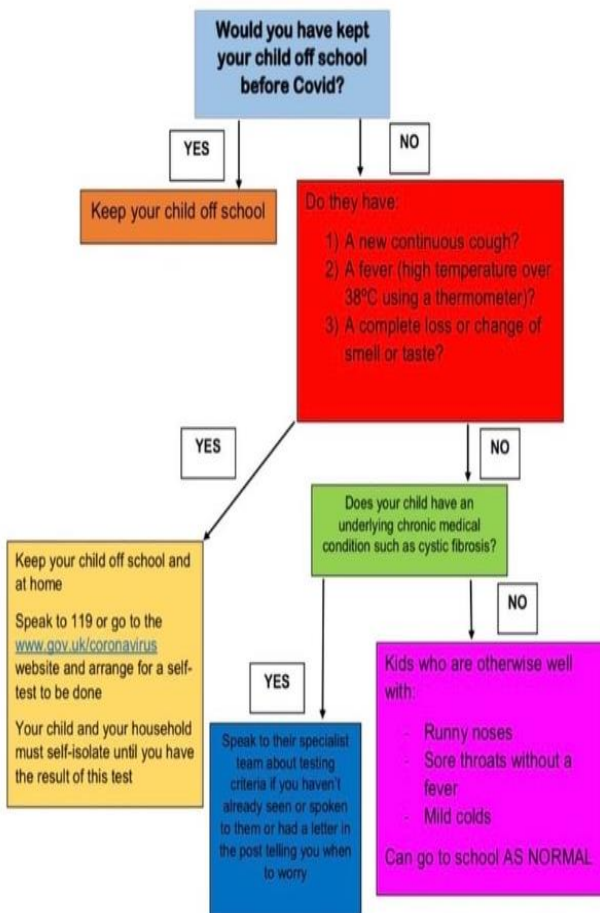 Would you have kept
your child off school
before Covid?
YES
NO
Keep your child off school
Do they have:
1) A new continuous cough?
2) A fever (high temperature over
38ºC using a thermometer)?
3) A complete loss or change of
smell or taste?
YES
NO
Does your child have an
underlying chronic medical
condition such as cystic fibrosis?
Keep your child off school and
at home
Speak to 119 or go to the
www.gov.uk/coronavirus
website and arrange for a self-
test to be done
Your child and your household
must self-isolate until you have
the result of this test
YES
NO
Speak to their specialist
team about testing
criteria if you haven't
already seen or spoken
to them or had a letter in
the post telling you when
to worry
Kids who are otherwise well
with:
- Runny noses
- Sore throats without a
fever
- Mild colds
Can go to school AS NORMAL